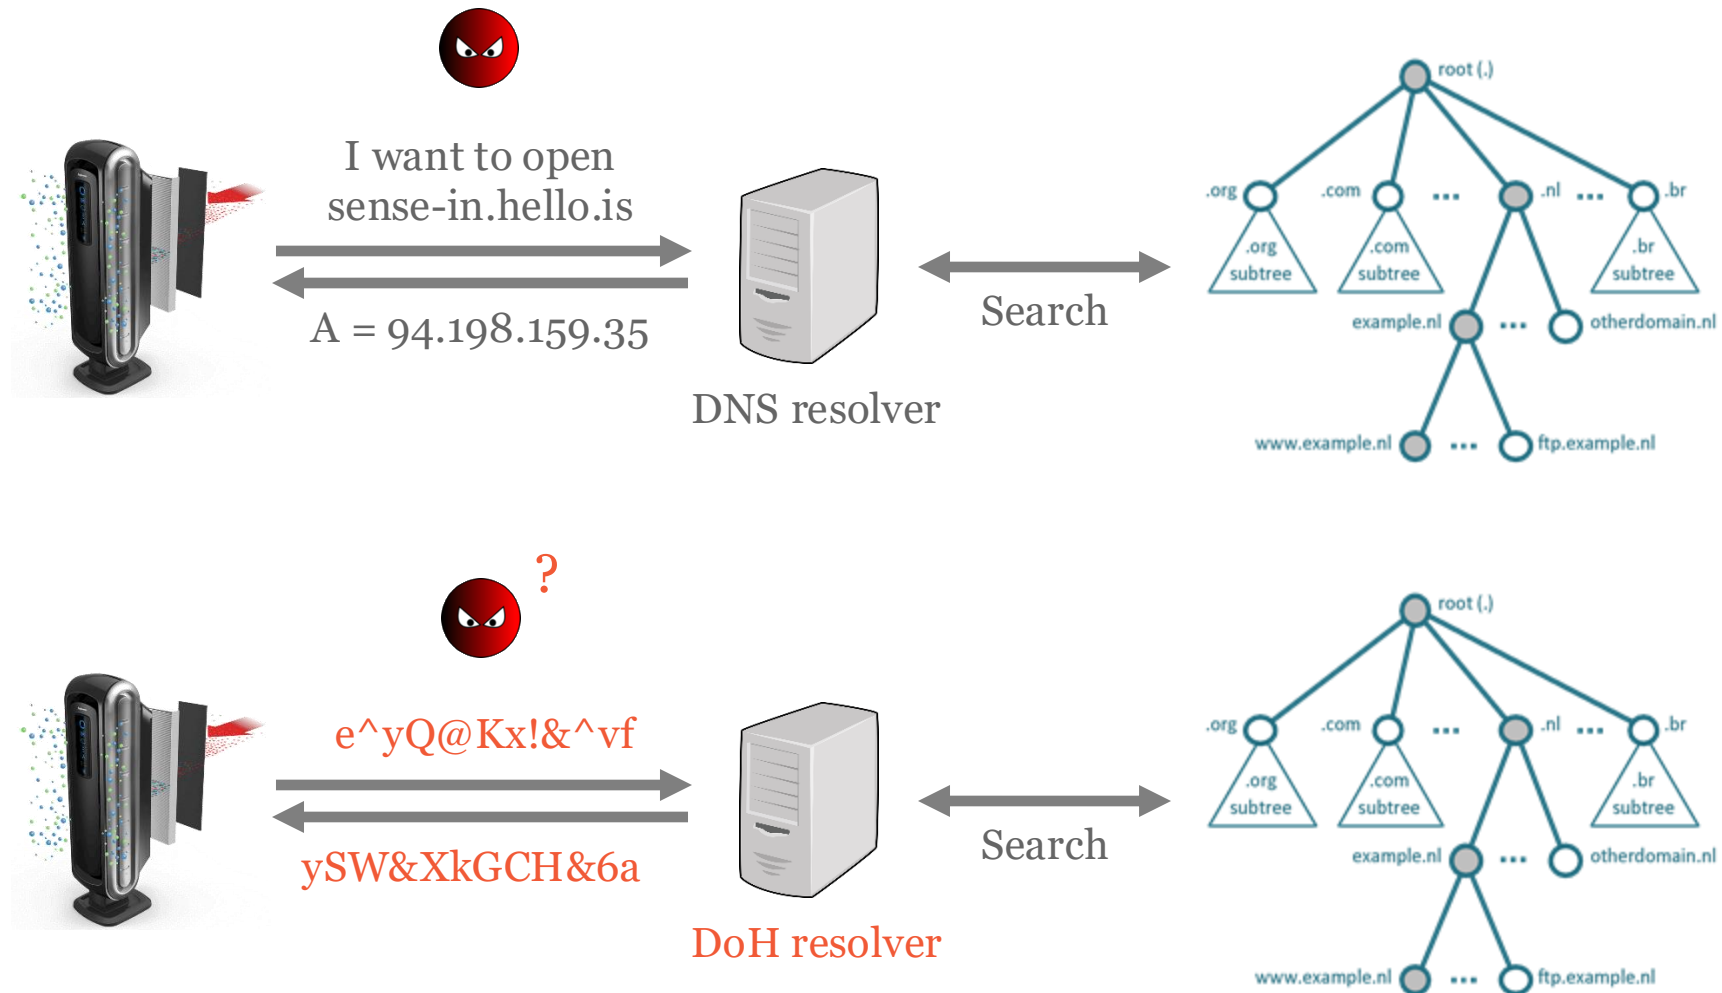 I want to open
sense-in.hello.is
A = 94.198.159.35
DNS resolver
Search
root (.)
.org
.com
...
.nl
...
.br
.org
subtree
.com
subtree
.br
subtree
example.nl
...
otherdomain.nl
www.example.nl
...
ftp.example.nl
?
e^yQ@Kx!&^vf
ySW&XkGCH&6a
DoH resolver
Search
root (.)
.org
.com
...
.nl
...
.br
.org
subtree
.com
subtree
.br
subtree
example.nl
...
otherdomain.nl
www.example.nl
...
ftp.example.nl